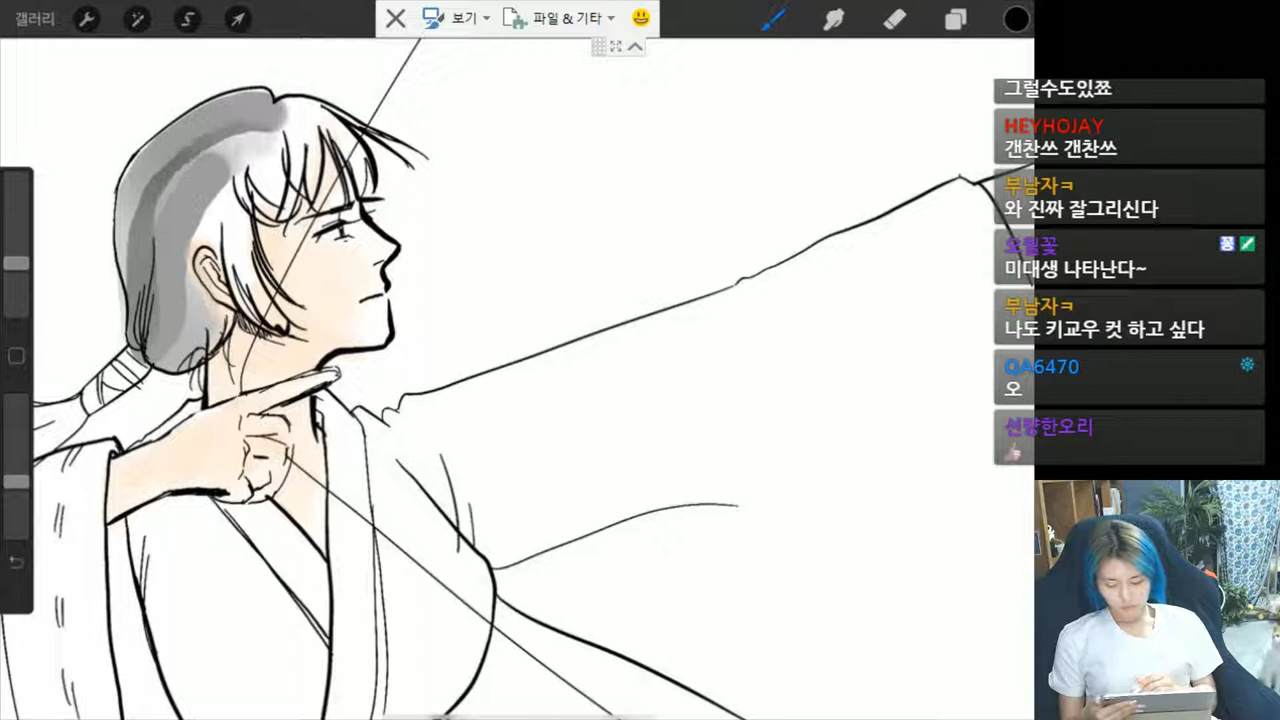 갤러리
보기
파일 & 기타
그럴수도있쬬
HEYHOJAY
갠찬쓰 갠찬쓰
부남자ㅋ
와 진짜 잘그리신다
오월꽃
미대생 나타난다~
부남자ㅋ
나도 키교우 컷 하고 싶다
QA6470
오
선량한오리